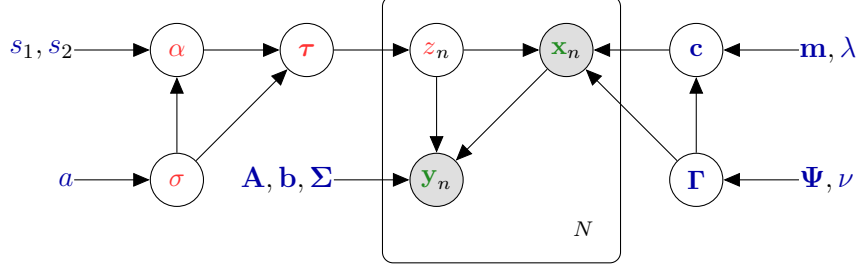 s₁, s₂ α τ zₙ xₙ c m, λ
a σ A, b, Σ yₙ Γ Ψ, ν
N